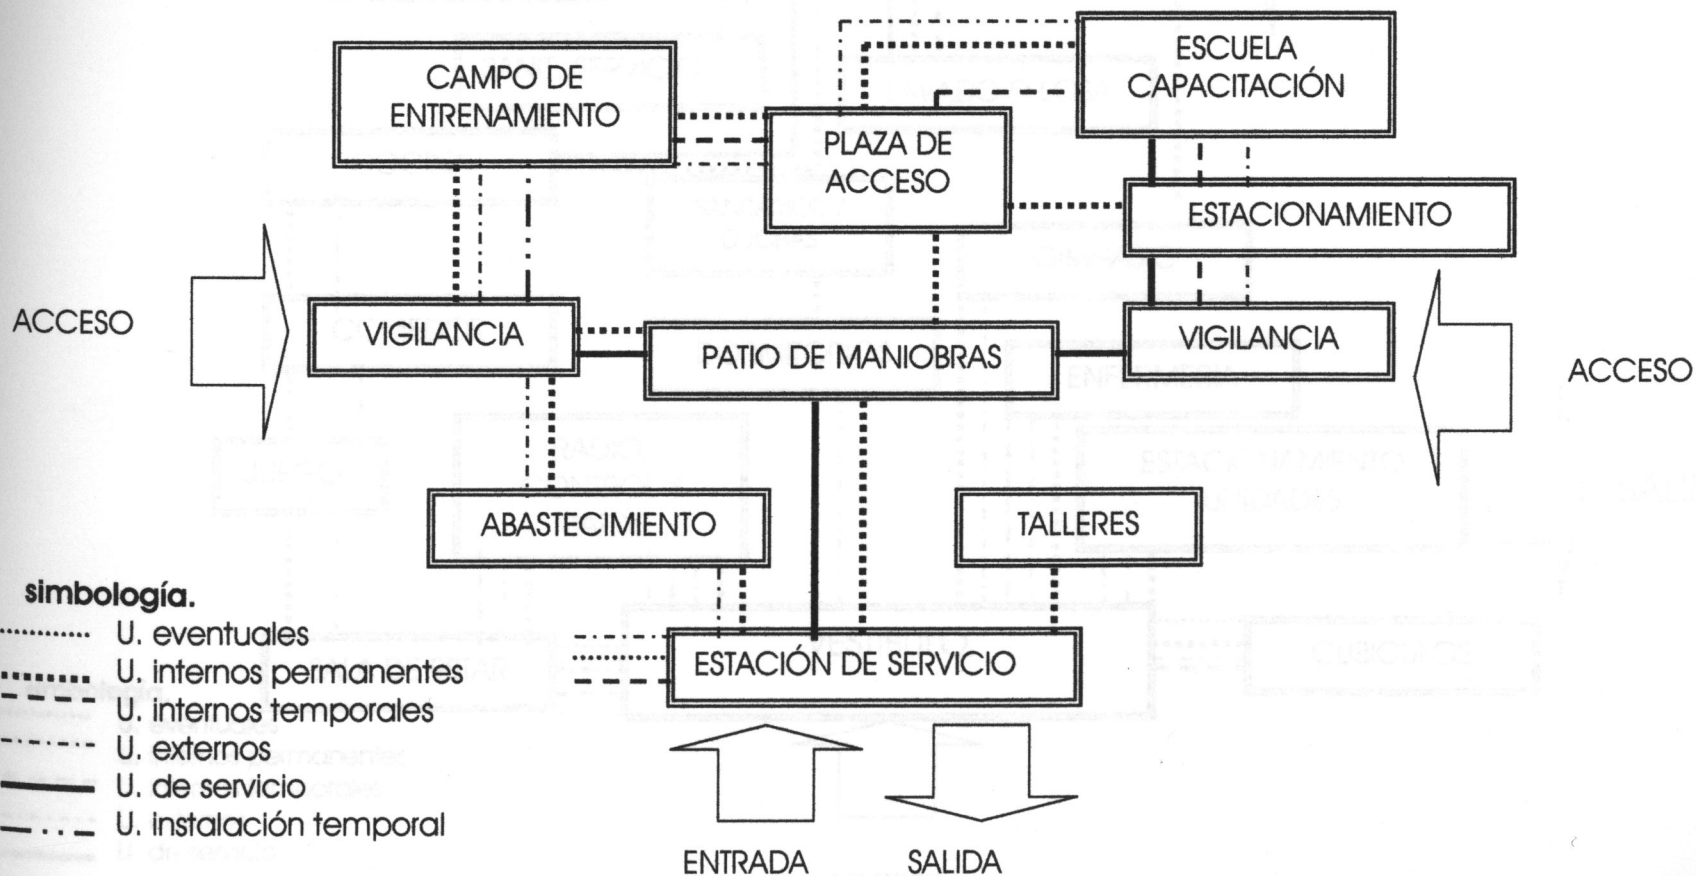 CAMPO DE
ENTRENAMIENTO
ESCUELA
CAPACITACIÓN
PLAZA DE
ACCESO
ESTACIONAMIENTO
ACCESO
VIGILANCIA
PATIO DE MANIOBRAS
VIGILANCIA
ACCESO
ABASTECIMIENTO
TALLERES
simbología.
U. eventuales
U. internos permanentes
U. internos temporales
U. externos
U. de servicio
U. instalación temporal
ESTACIÓN DE SERVICIO
ENTRADA
SALIDA